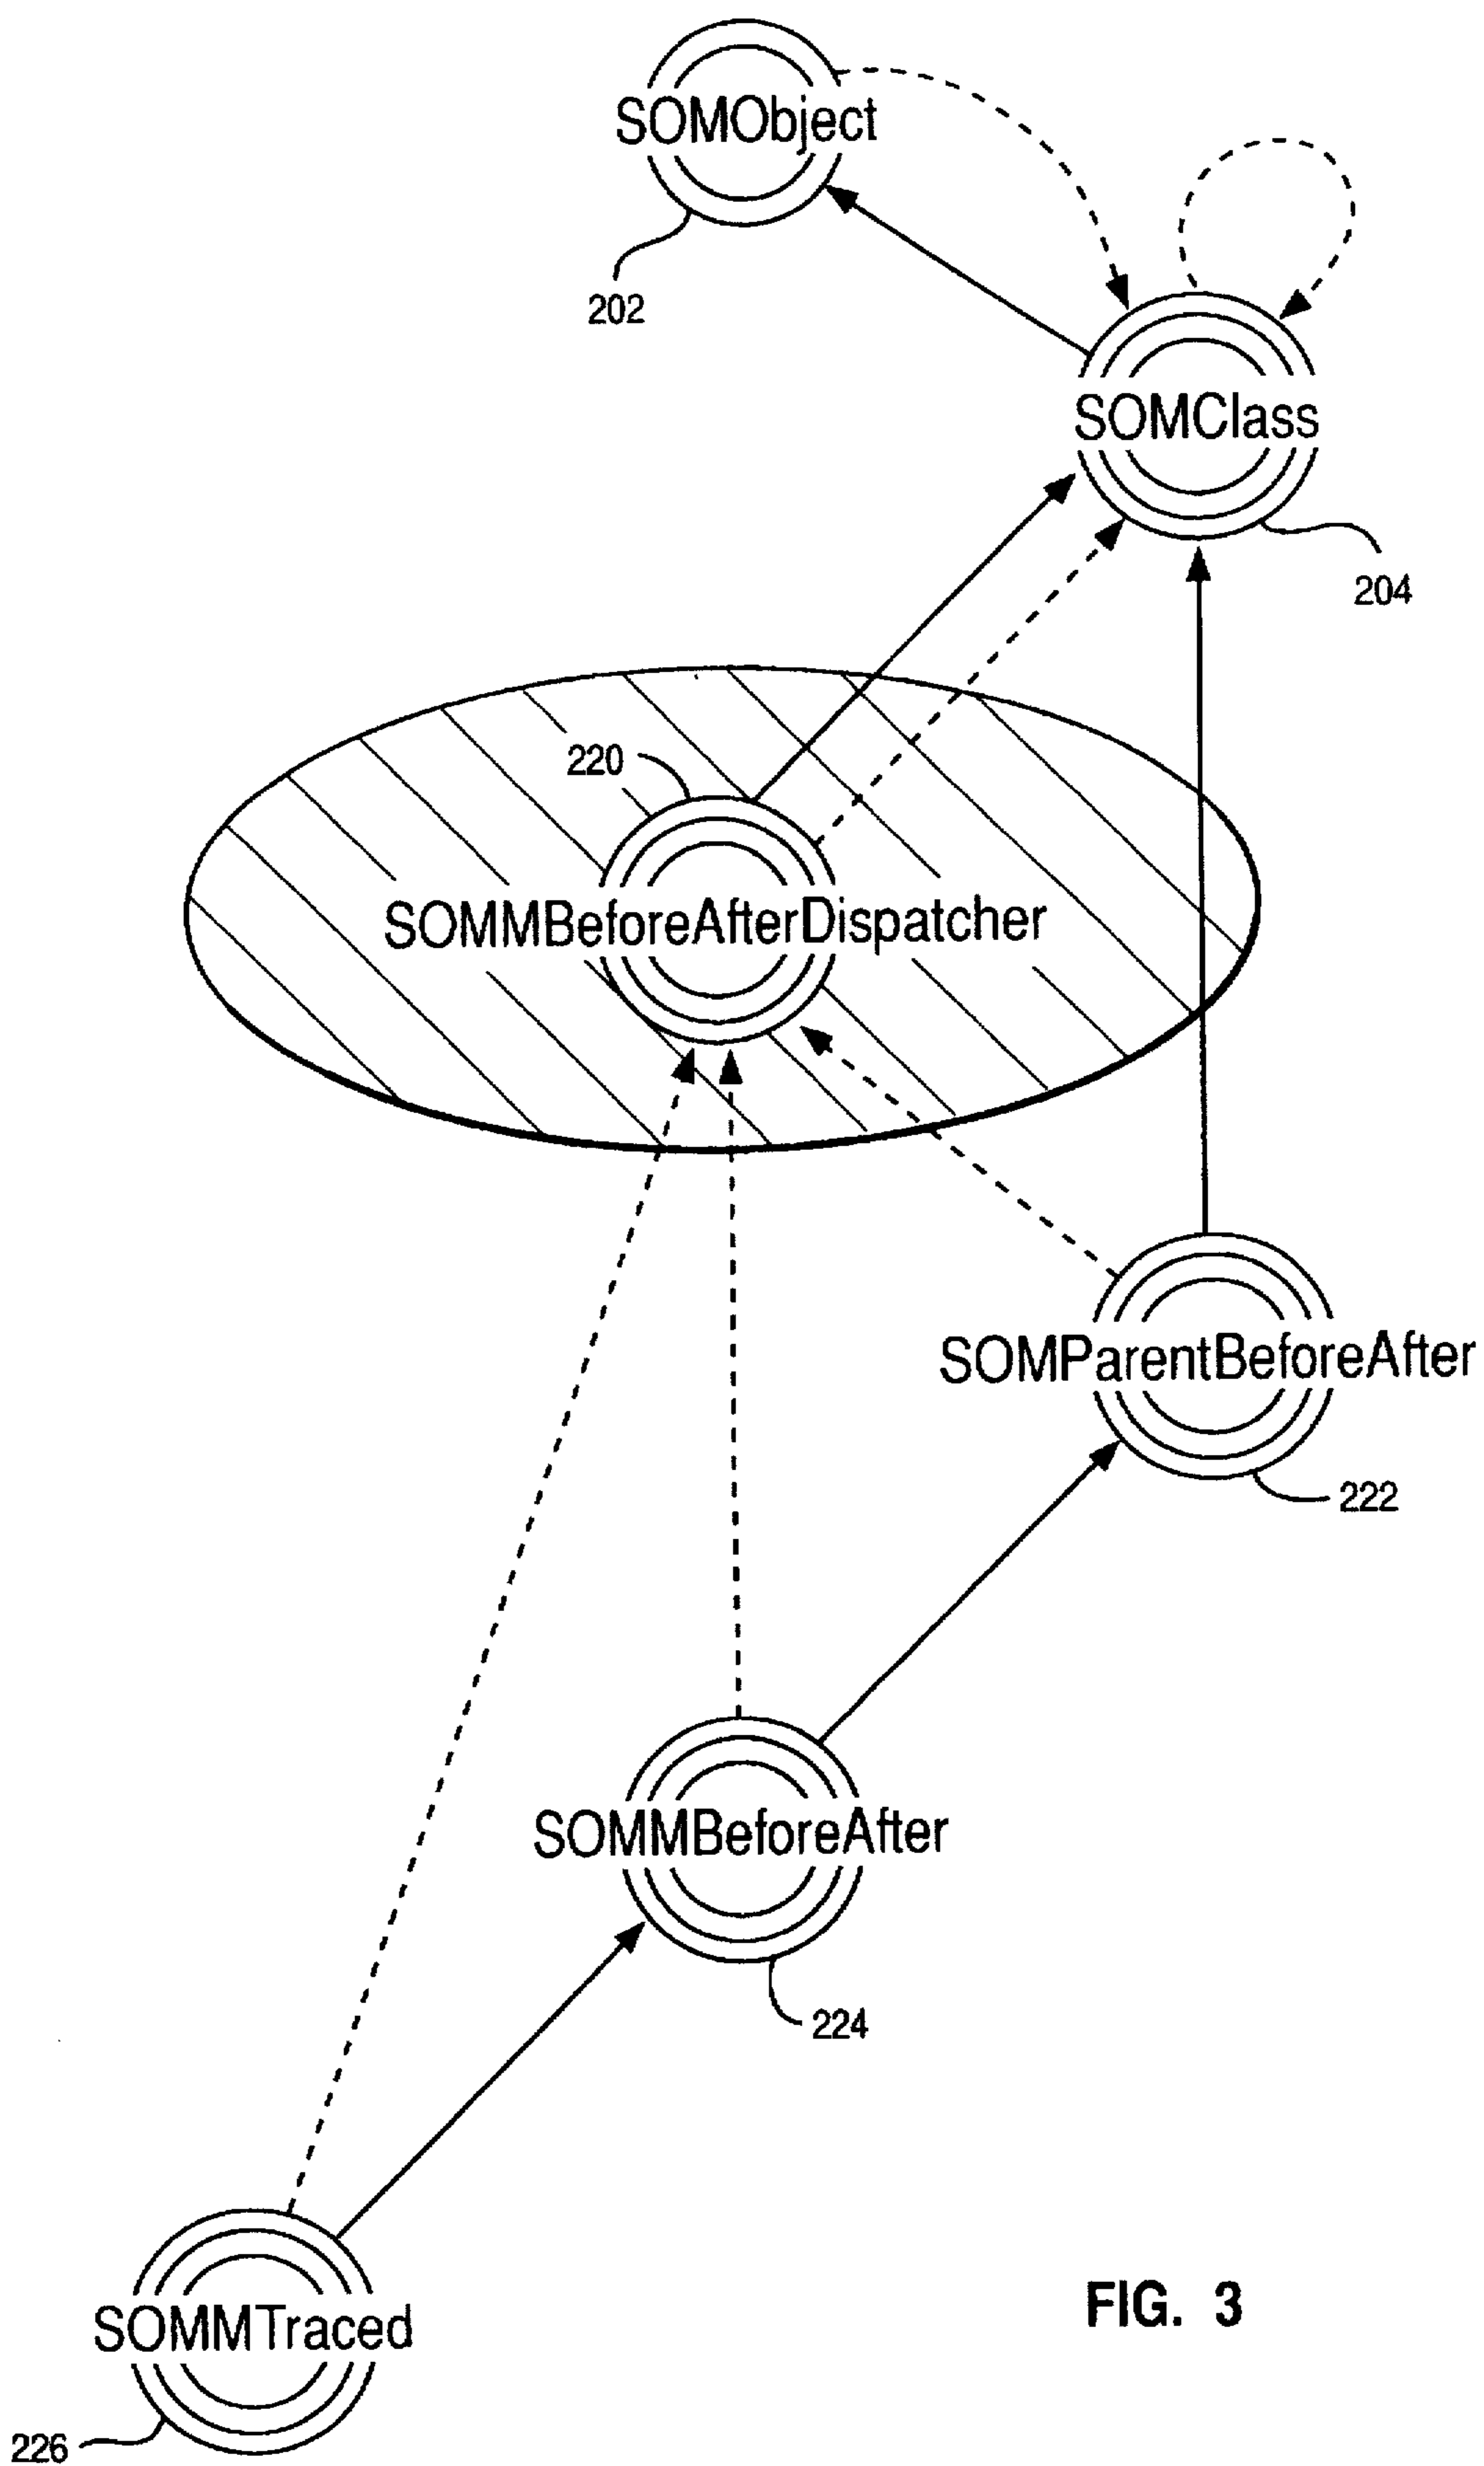 SOMObject
202
SOMClass
204
220
SOMMBeforeAfterDispatcher
SOMParentBeforeAfter
222
SOMMBeforeAfter
224
SOMMTraced
226
FIG. 3